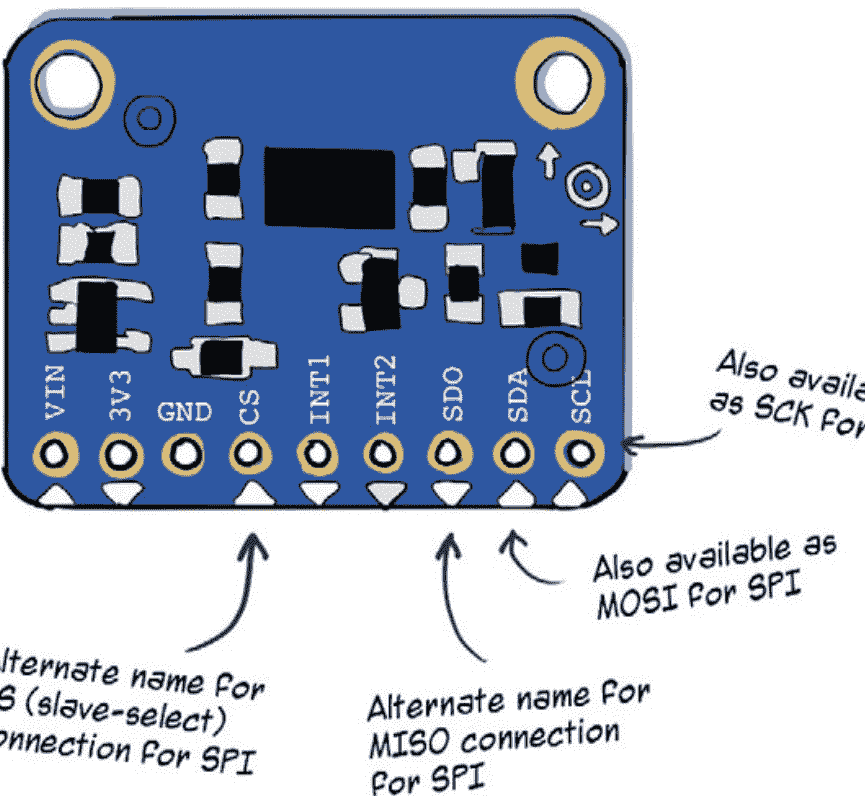 VIN
3V3
GND
CS
INT1
INT2
SDO
SDA
SCL
Also
as SCK for
Also available as
MOSI for SPI
name for
(slave-select)
for SPI
Alternate name for
MISO connection
for SPI